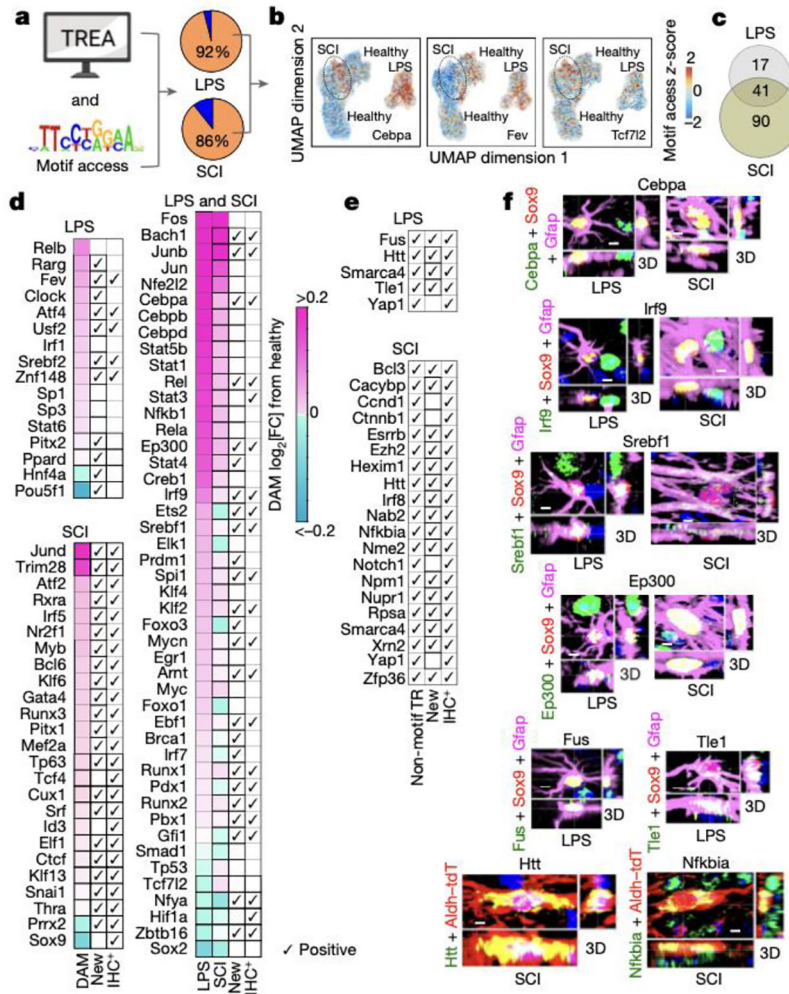 a
TREA
and
Motif access
92%
LPS
86%
SCI
b
UMAP dimension 2
SCI
Healthy
LPS
Healthy
Cebpa
SCI
Healthy
LPS
Healthy
Fev
SCI
Healthy
LPS
Healthy
Tcf7l2
UMAP dimension 1
Motif acess z-score
2
−2
c
LPS
17
41
90
SCI
d
LPS
Relb
Rarg ✓
Fev ✓ ✓
Clock ✓
Atf4 ✓ ✓
Usf2 ✓ ✓
Irf1
Srebf2 ✓ ✓
Znf148 ✓ ✓
Sp1
Sp3
Stat6
Pitx2 ✓
Ppard ✓
Hnf4a ✓
Pou5f1 ✓
SCI
Jund ✓ ✓
Trim28 ✓ ✓
Atf2 ✓ ✓
Rxra ✓ ✓
Irf5 ✓ ✓
Nr2f1 ✓ ✓
Myb ✓ ✓
Bcl6 ✓ ✓
Klf6 ✓ ✓
Gata4 ✓ ✓
Runx3 ✓ ✓
Pitx1 ✓ ✓
Mef2a ✓ ✓
Tp63 ✓ ✓
Tcf4 ✓
Cux1 ✓ ✓
Srf ✓ ✓
Id3 ✓
Elf1 ✓ ✓
Ctcf ✓ ✓
Klf13 ✓ ✓
Snai1 ✓ ✓
Thra ✓ ✓
Prrx2 ✓ ✓
Sox9 ✓
DAM
New
IHC+
LPS and SCI
Fos
Bach1 ✓ ✓
Junb ✓ ✓
Jun
Nfe2l2
Cebpa ✓ ✓
Cebpb
Cebpd
Stat5b
Stat1
Rel ✓ ✓
Stat3 ✓
Nfkb1
Rela
Ep300 ✓ ✓
Stat4 ✓
Creb1
Irf9 ✓ ✓
Ets2 ✓ ✓
Srebf1 ✓ ✓
Elk1
Prdm1 ✓
Spi1 ✓ ✓
Klf4
Klf2 ✓ ✓
Foxo3
Mycn ✓ ✓
Egr1
Arnt ✓ ✓
Myc
Foxo1
Ebf1 ✓ ✓
Brca1 ✓
Irf7 ✓
Runx1 ✓ ✓
Pdx1 ✓ ✓
Runx2 ✓ ✓
Pbx1 ✓ ✓
Gfi1 ✓ ✓
Smad1
Tp53
Tcf7l2
Nfya ✓ ✓
Hif1a ✓
Zbtb16 ✓ ✓
Sox2
LPS
SCI
New
IHC+
✓ Positive
>0.2
0
<−0.2
DAM log2[FC] from healthy
e
LPS
Fus ✓ ✓ ✓
Htt ✓ ✓ ✓
Smarca4 ✓ ✓ ✓
Tle1 ✓ ✓ ✓
Yap1 ✓ ✓
SCI
Bcl3 ✓ ✓ ✓
Cacybp ✓ ✓ ✓
Ccnd1 ✓ ✓
Ctnnb1 ✓ ✓
Esrrb ✓ ✓ ✓
Ezh2 ✓ ✓ ✓
Hexim1 ✓ ✓ ✓
Htt ✓ ✓ ✓
Irf8 ✓ ✓ ✓
Nab2 ✓ ✓ ✓
Nfkbia ✓ ✓ ✓
Nme2 ✓ ✓ ✓
Notch1 ✓ ✓
Npm1 ✓ ✓ ✓
Nupr1 ✓ ✓ ✓
Rpsa ✓ ✓ ✓
Smarca4 ✓ ✓ ✓
Xrn2 ✓ ✓ ✓
Yap1 ✓ ✓
Zfp36 ✓ ✓ ✓
Non-motif TR
New
IHC+
f
Cebpa
Cebpa + Sox9
+ Gfap
LPS
3D
SCI
3D
Irf9
Irf9 + Sox9 + Gfap
LPS
3D
SCI
3D
Srebf1
Srebf1 + Sox9 + Gfap
LPS
3D
SCI
3D
Ep300
Ep300 + Sox9 + Gfap
LPS
3D
SCI
3D
Fus
Fus + Sox9 + Gfap
LPS
3D
Tle1
Tle1 + Sox9 + Gfap
LPS
3D
Htt
Htt + Aldh–tdT
SCI
3D
Nfkbia
Nfkbia + Aldh–tdT
SCI
3D